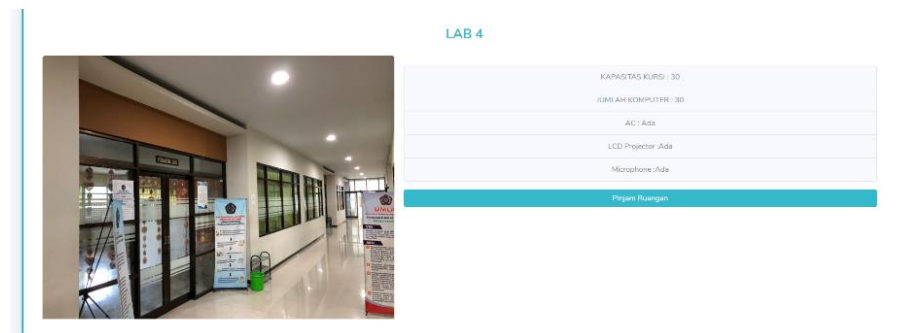 LAB 4
KAPASITAS KURSI : 30
JUMLAH KOMPUTER : 30
AC : Ada
LCD Projector :Ada
Microphone :Ada
Pinjam Ruangan